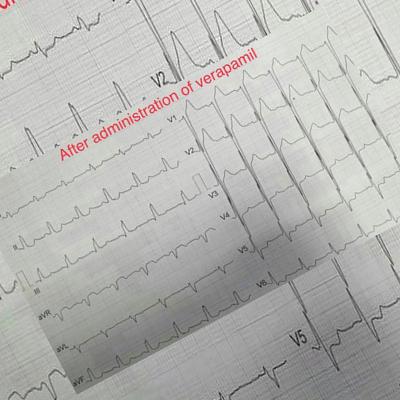 V2
After administration of verapamil
V1
V2
V3
V4
V5
V6
II
III
aVR
aVL
aVF
V5